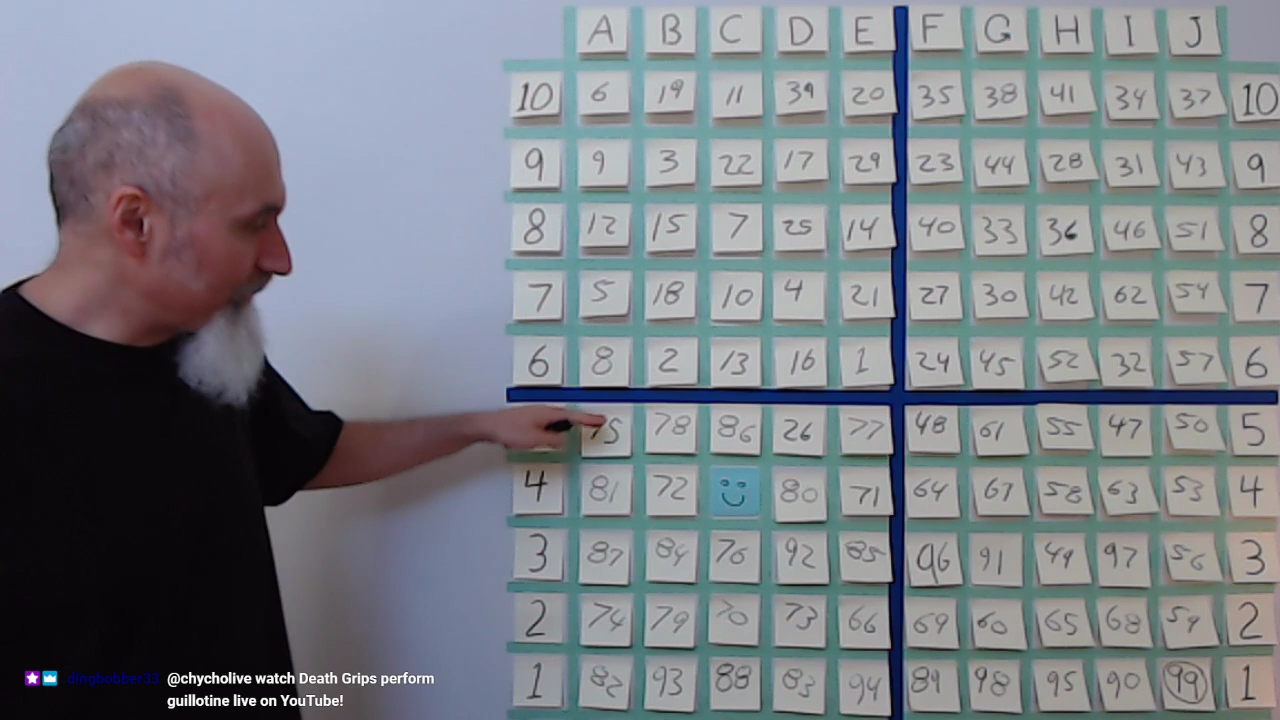 A B C D E F G H I J
10 6 19 11 39 20 35 38 41 34 37 10
9 9 3 22 17 29 23 44 28 31 43 9
8 12 15 7 25 14 40 33 36 46 51 8
7 5 18 10 4 21 27 30 42 62 54 7
6 8 2 13 16 1 24 45 52 32 57 6
75 78 86 26 77 48 61 55 47 50 5
4 81 72 80 71 64 67 58 63 53 4
3 87 84 76 92 85 96 91 49 97 56 3
2 74 79 70 73 66 69 60 65 68 59 2
1 82 93 88 83 94 89 98 95 90 99 1
dingbobber33 @chycholive watch Death Grips perform
guillotine live on YouTube!